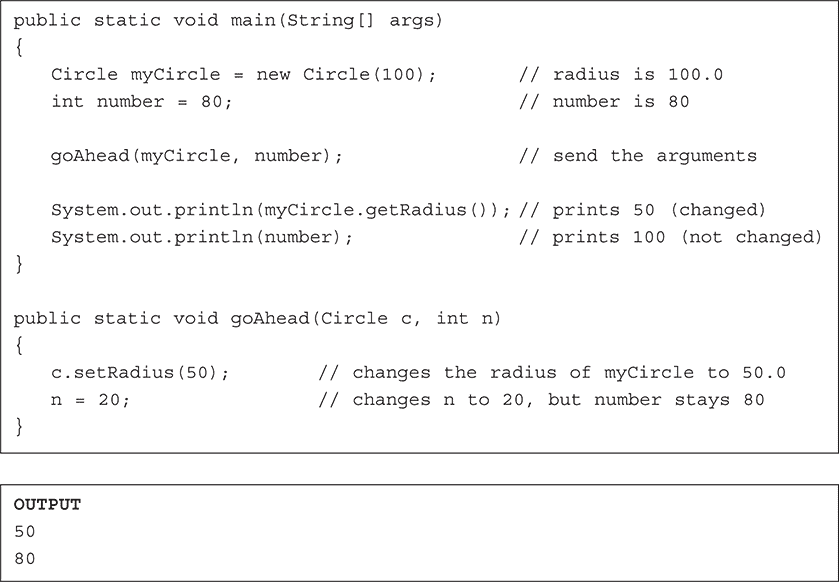 public static void main(String[] args)
{
Circle myCircle = new Circle(100); // radius is 100.0
int number = 80; // number is 80
goAhead(myCircle, number); // send the arguments
System.out.println(myCircle.getRadius()); // prints 50 (changed)
System.out.println(number); // prints 100 (not changed)
}
public static void goAhead(Circle c, int n)
{
c.setRadius(50); // changes the radius of myCircle to 50.0
n = 20; // changes n to 20, but number stays 80
}
OUTPUT
50
80